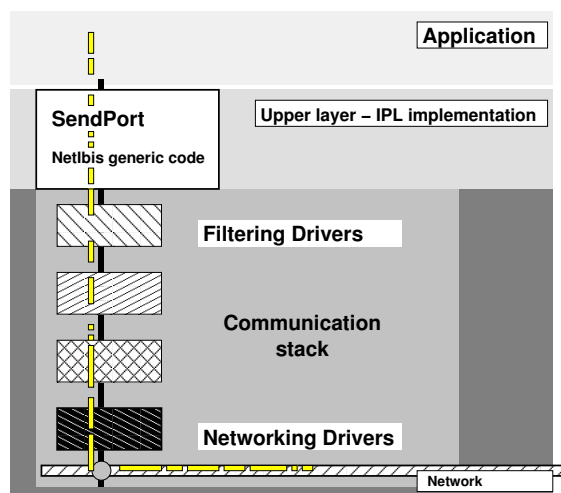 Application
SendPort
Upper layer – IPL implementation
NetIbis generic code
Filtering Drivers
Communication
stack
Networking Drivers
Network